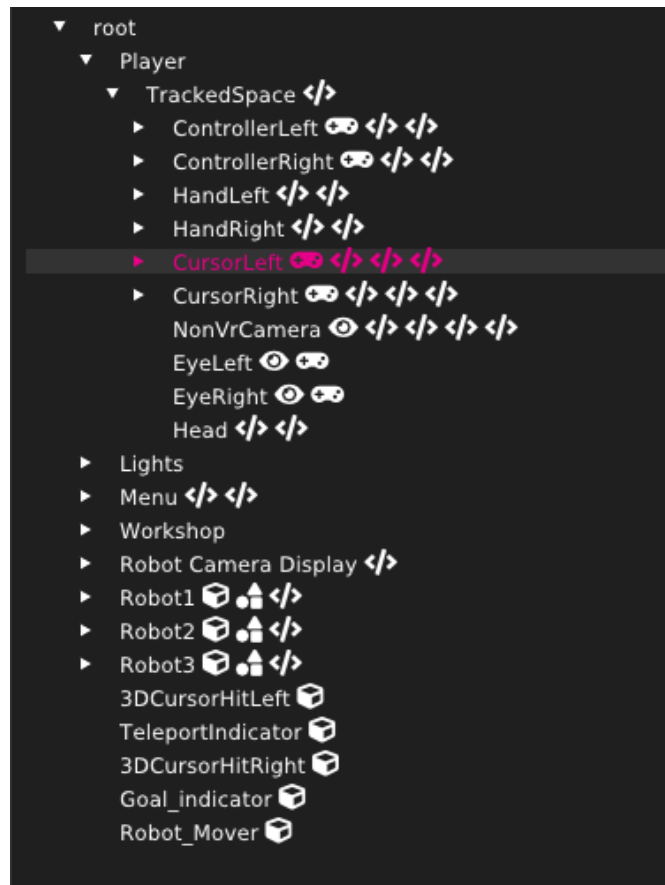 root
Player
TrackedSpace
ControllerLeft
ControllerRight
HandLeft
HandRight
CursorLeft
CursorRight
NonVrCamera
EyeLeft
EyeRight
Head
Lights
Menu
Workshop
Robot Camera Display
Robot1
Robot2
Robot3
3DCursorHitLeft
TeleportIndicator
3DCursorHitRight
Goal_indicator
Robot_Mover